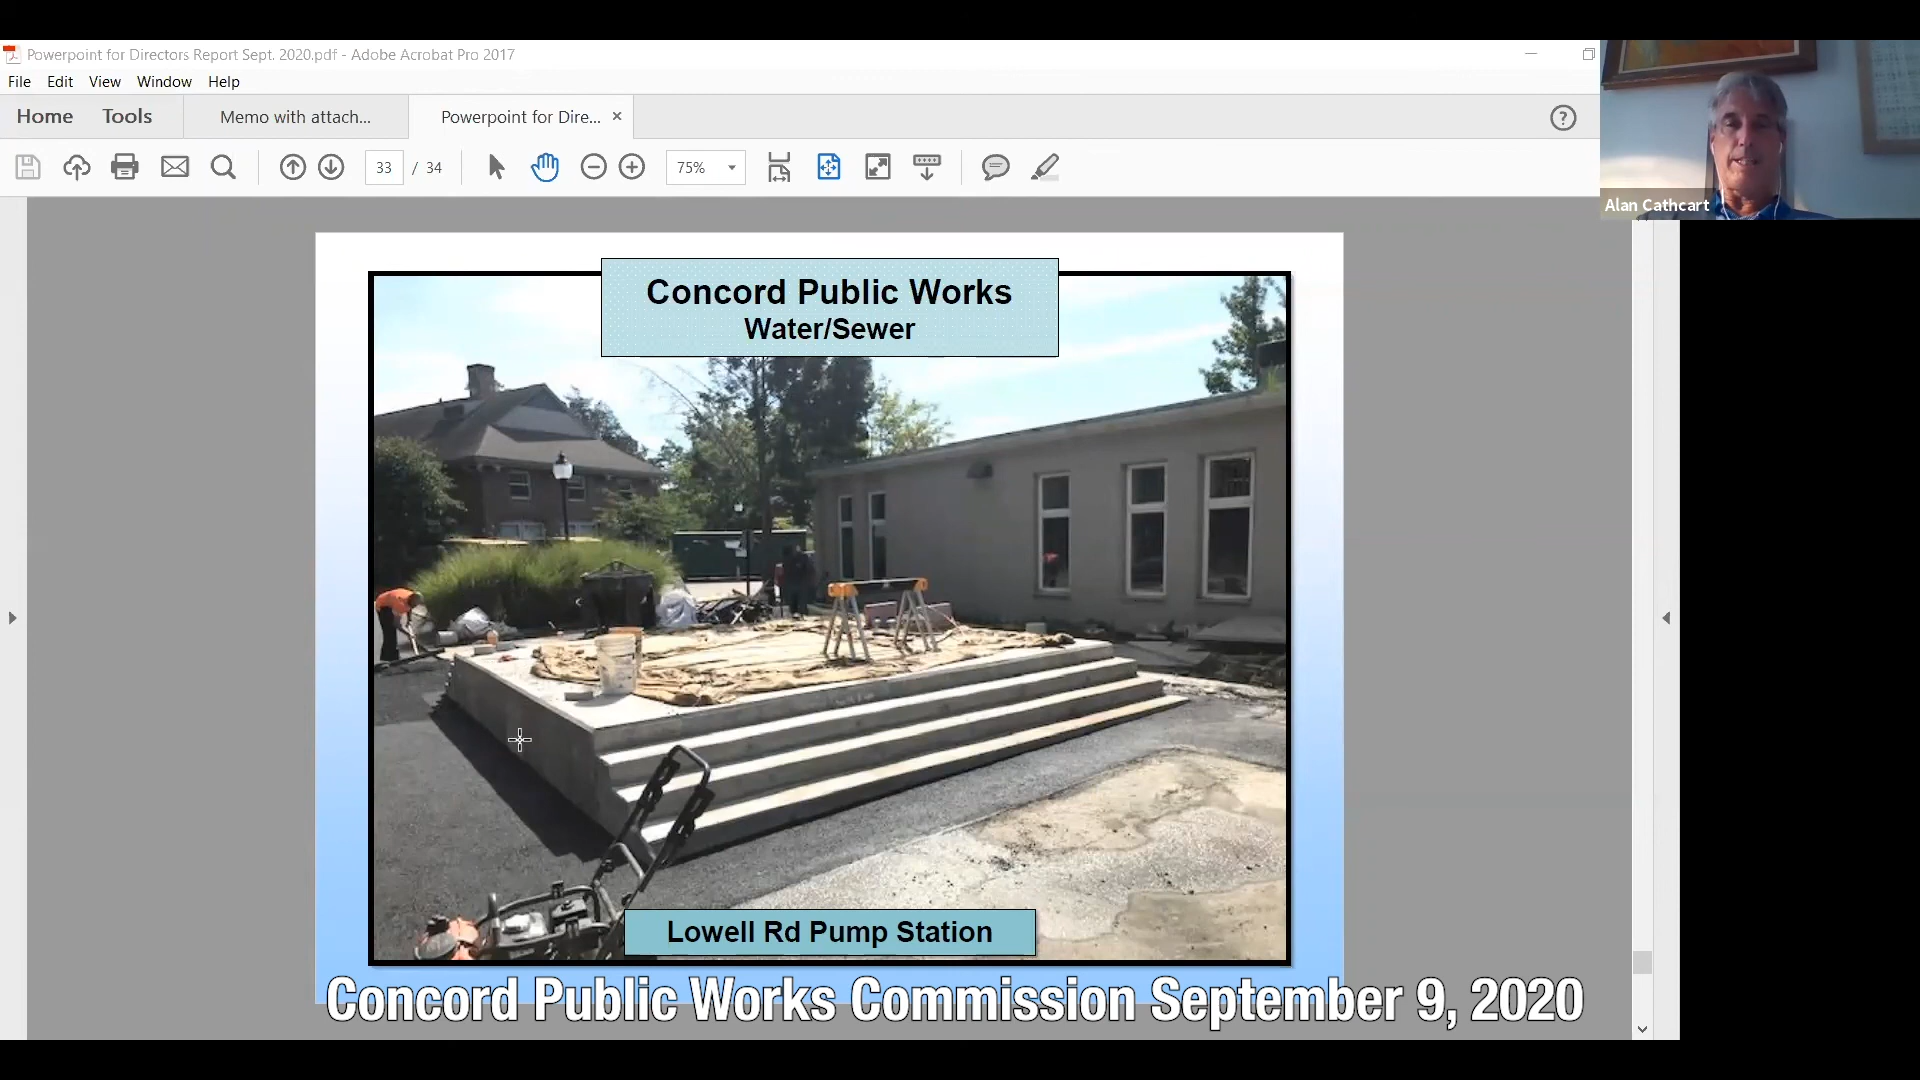 Powerpoint for Directors Report Sept. 2020.pdf - Adobe Acrobat Pro 2017
File Edit View Window Help
Home Tools Memo with attach... Powerpoint for Dire... ×
33 / 34 75%
Alan Cathcart
Concord Public Works
Water/Sewer
Lowell Rd Pump Station
Concord Public Works Commission September 9, 2020